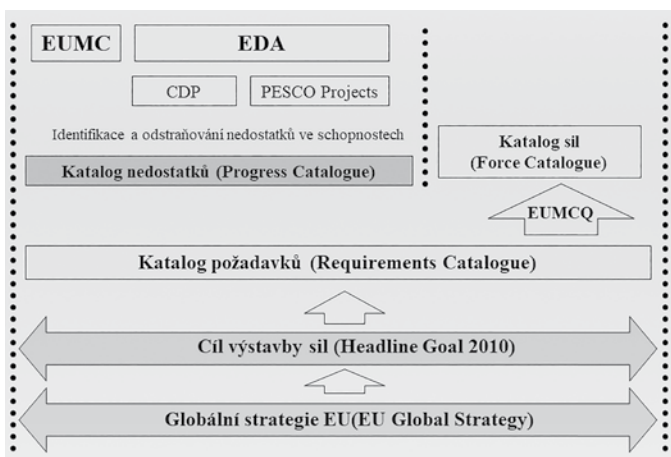 EUMC
EDA
CDP
PESCO Projects
Identifikace a odstraňování nedostatků ve schopnostech
Katalog nedostatků (Progress Catalogue)
Katalog sil
(Force Catalogue)
EUMCQ
Katalog požadavků (Requirements Catalogue)
Cíl výstavby sil (Headline Goal 2010)
Globální strategie EU(EU Global Strategy)